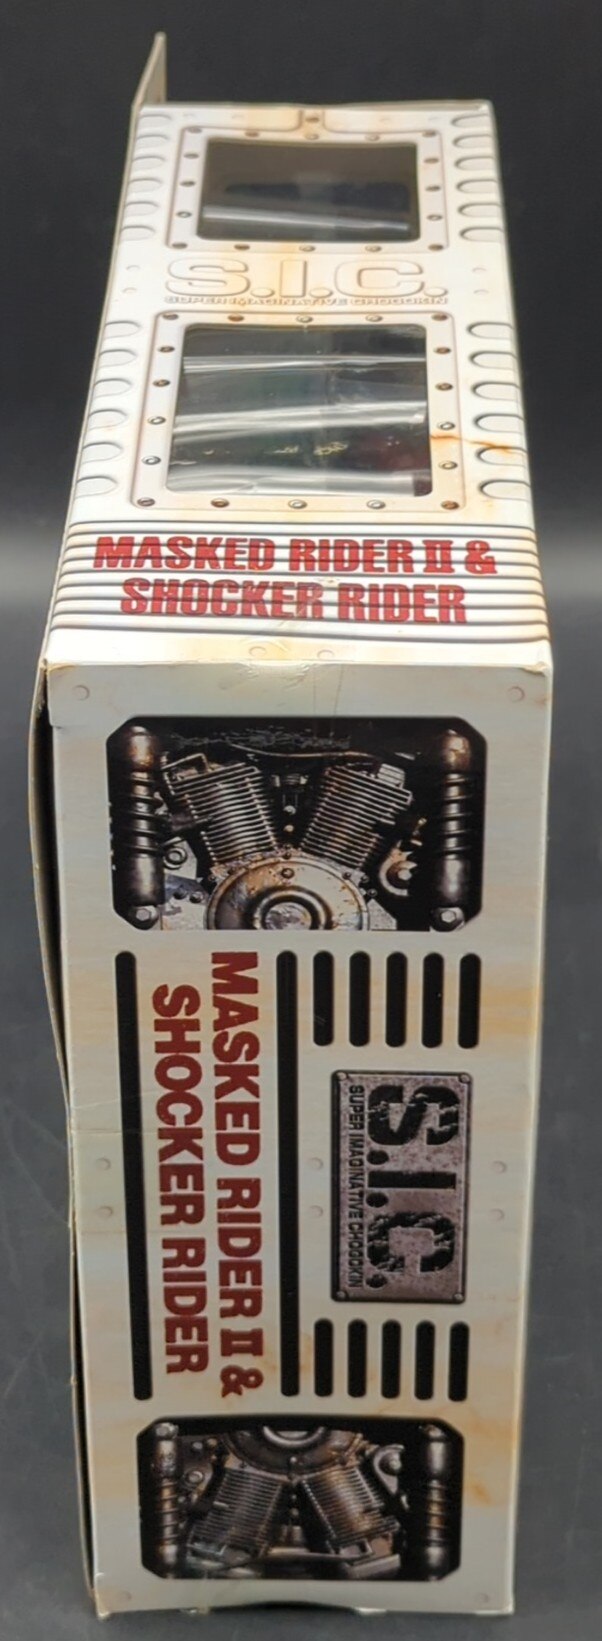 S.I.C.
SUPER IMAGINATIVE CHOGOKIN
MASKED RIDER II &
SHOCKER RIDER
MASKED RIDER II &
SHOCKER RIDER
S.I.C.
SUPER IMAGINATIVE CHOGOKIN